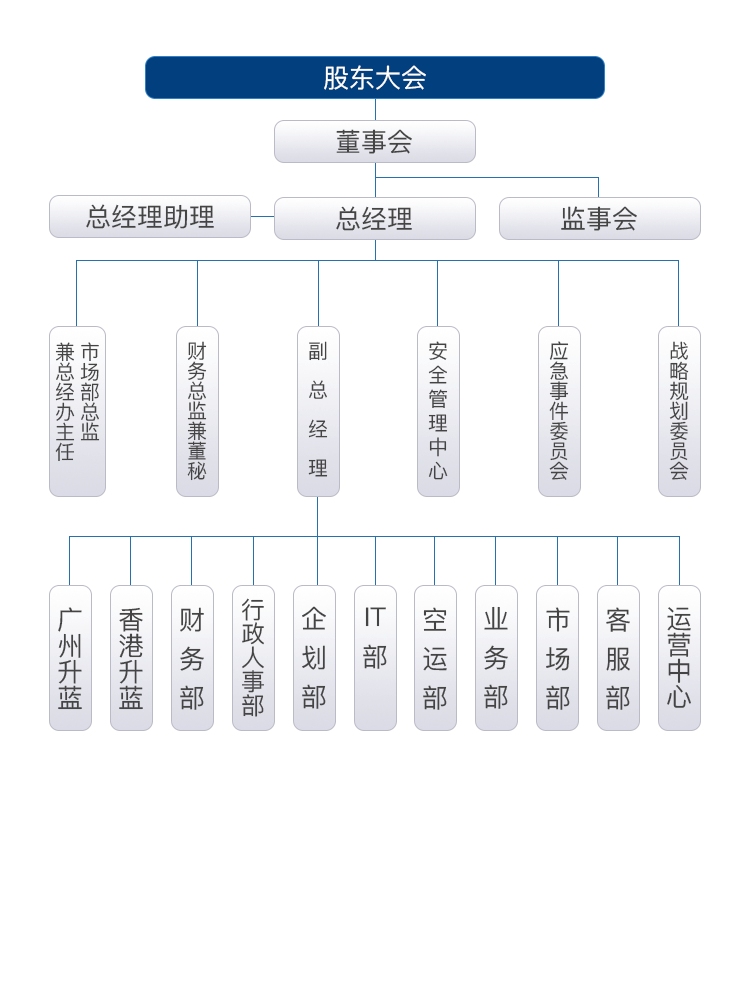 股东大会
董事会
总经理助理
总经理
监事会
市场部总监
兼总经办主任
财务总监兼董秘
副总经理
安全管理中心
应急事件委员会
战略规划委员会
广州升蓝
香港升蓝
财务部
行政人事部
企划部
IT部
空运部
业务部
市场部
客服部
运营中心